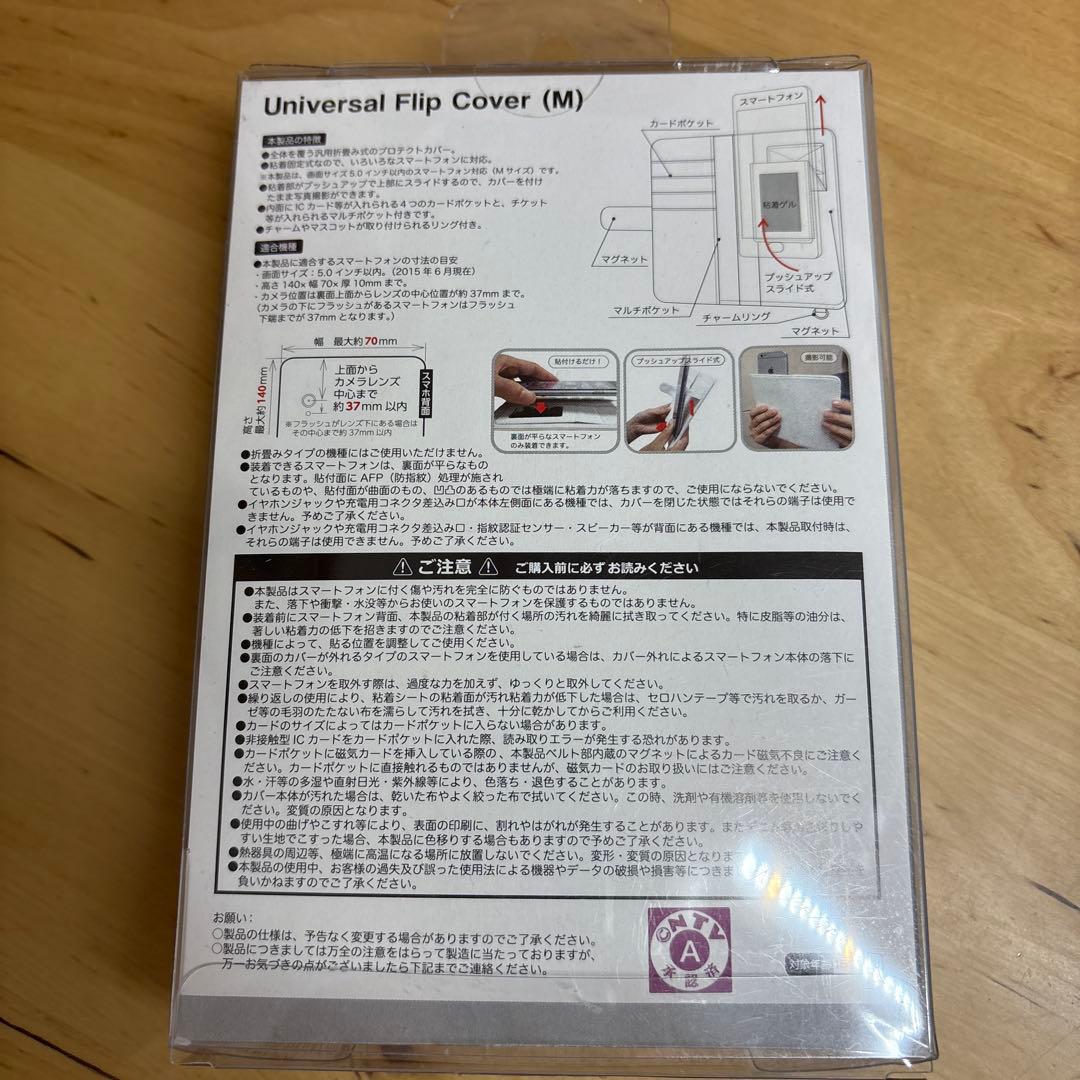 Universal Flip Cover (M)
本製品の特徴
●全体を覆う汎用折畳み式のプロテクトカバー。
●粘着固定式なので、いろいろなスマートフォンに対応。
※本製品は、画面サイズ5.0インチ以内のスマートフォン対応(Mサイズ)です。
●粘着部がプッシュアップで上部にスライドするので、カバーを付け
たまま写真撮影ができます。
●内面にICカード等が入れられる4つのカードポケットと、チケット
等が入れられるマルチポケット付きです。
●チャームやマスコットが取り付けられるリング付き。
適合機種
●本製品に適合するスマートフォンの寸法の目安
・画面サイズ:5.0インチ以内。(2015年6月現在)
・高さ140×幅70×厚10mmまで。
・カメラ位置は裏面上面からレンズの中心位置が約37mmまで。
(カメラの下にフラッシュがあるスマートフォンはフラッシュ
下端までが37mmとなります。)
スマートフォン
カードポケット
粘着ゲル
マグネット
プッシュアップ
スライド式
マルチポケット
チャームリング
マグネット
幅 最大約70mm
高さ
最大約140mm
上面から
カメラレンズ
中心まで
約37mm以内
※フラッシュがレンズ下にある場合は
その中心まで約37mm以内
スマホ背面
貼付けるだけ!
裏面が平らなスマートフォン
のみ装着できます。
プッシュアップスライド式
撮影可能
●折畳みタイプの機種にはご使用いただけません。
●装着できるスマートフォンは、裏面が平らなもの
となります。貼付面にAFP(防指紋)処理が施され
ているものや、貼付面が曲面のもの、凹凸のあるものでは極端に粘着力が落ちますので、ご使用にならないでください。
●イヤホンジャックや充電用コネクタ差込み口が本体左側面にある機種では、カバーを閉じた状態ではそれらの端子は使用で
きません。予めご了承ください。
●イヤホンジャックや充電用コネクタ差込み口・指紋認証センサー・スピーカー等が背面にある機種では、本製品取付時は、
それらの端子は使用できません。予めご了承ください。
⚠ ご注意 ⚠ ご購入前に必ずお読みください
●本製品はスマートフォンに付く傷や汚れを完全に防ぐものではありません。
また、落下や衝撃・水没等からお使いのスマートフォンを保護するものではありません。
●装着前にスマートフォン背面、本製品の粘着部が付く場所の汚れを綺麗に拭き取ってください。特に皮脂等の油分は、
著しい粘着力の低下を招きますのでご注意ください。
●機種によって、貼る位置を調整してご使用ください。
●裏面のカバーが外れるタイプのスマートフォンを使用している場合は、カバー外れによるスマートフォン本体の落下に
ご注意ください。
●スマートフォンを取外す際は、過度な力を加えず、ゆっくりと取外してください。
●繰り返しの使用により、粘着シートの粘着面が汚れ粘着力が低下した場合は、セロハンテープ等で汚れを取るか、ガー
ゼ等の毛羽のたたない布を濡らして汚れを拭き、十分に乾かしてからご利用ください。
●カードのサイズによってはカードポケットに入らない場合があります。
●非接触型ICカードをカードポケットに入れた際、読み取りエラーが発生する恐れがあります。
●カードポケットに磁気カードを挿入している際の、本製品ベルト部内蔵のマグネットによるカード磁気不良にご注意く
ださい。カードポケットに直接触れるものではありませんが、磁気カードのお取り扱いにはご注意ください。
●水・汗等の多湿や直射日光・紫外線等により、色落ち・退色することがあります。
●カバー本体が汚れた場合は、乾いた布やよく絞った布で拭いてください。この時、洗剤や有機溶剤等を使用しないでく
ださい。変質の原因となります。
●使用中の曲げやこすれ等により、表面の印刷に、割れやはがれが発生することがあります。また
すい生地でこすった場合、本製品に色移りする場合もありますので予めご了承ください。
●熱器具の周辺等、極端に高温になる場所に放置しないでください。変形・変質の原因となります
●本製品の使用中、お客様の過失及び誤った使用法による機器やデータの破損や損害等につきま
負いかねますのでご了承ください。
お願い:
○製品の仕様は、予告なく変更する場合がありますのでご了承ください。
○製品につきましては万全の注意をはらって製造に当たっておりますが、
万一お気づきの点がございましたら下記までご連絡ください。
©NTV
A
承認済
対象年齢